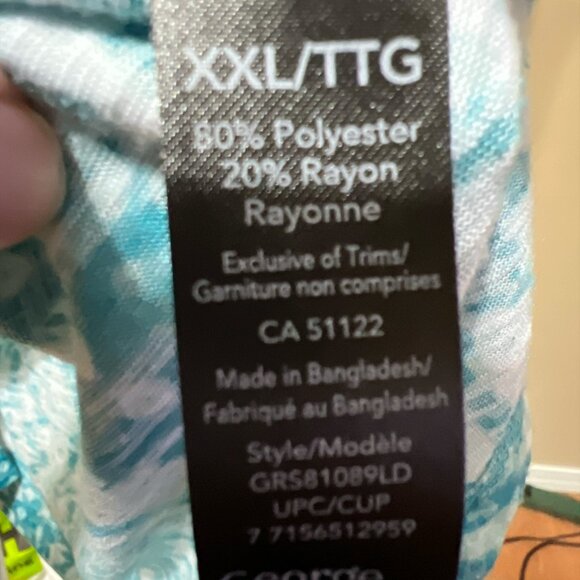 XXL/TTG
80% Polyester
20% Rayon
Rayonne
Exclusive of Trims/
Garniture non comprises
CA 51122
Made in Bangladesh/
Fabriqué au Bangladesh
Style/Modèle
GRS81089LD
UPC/CUP
7 7156512959
George